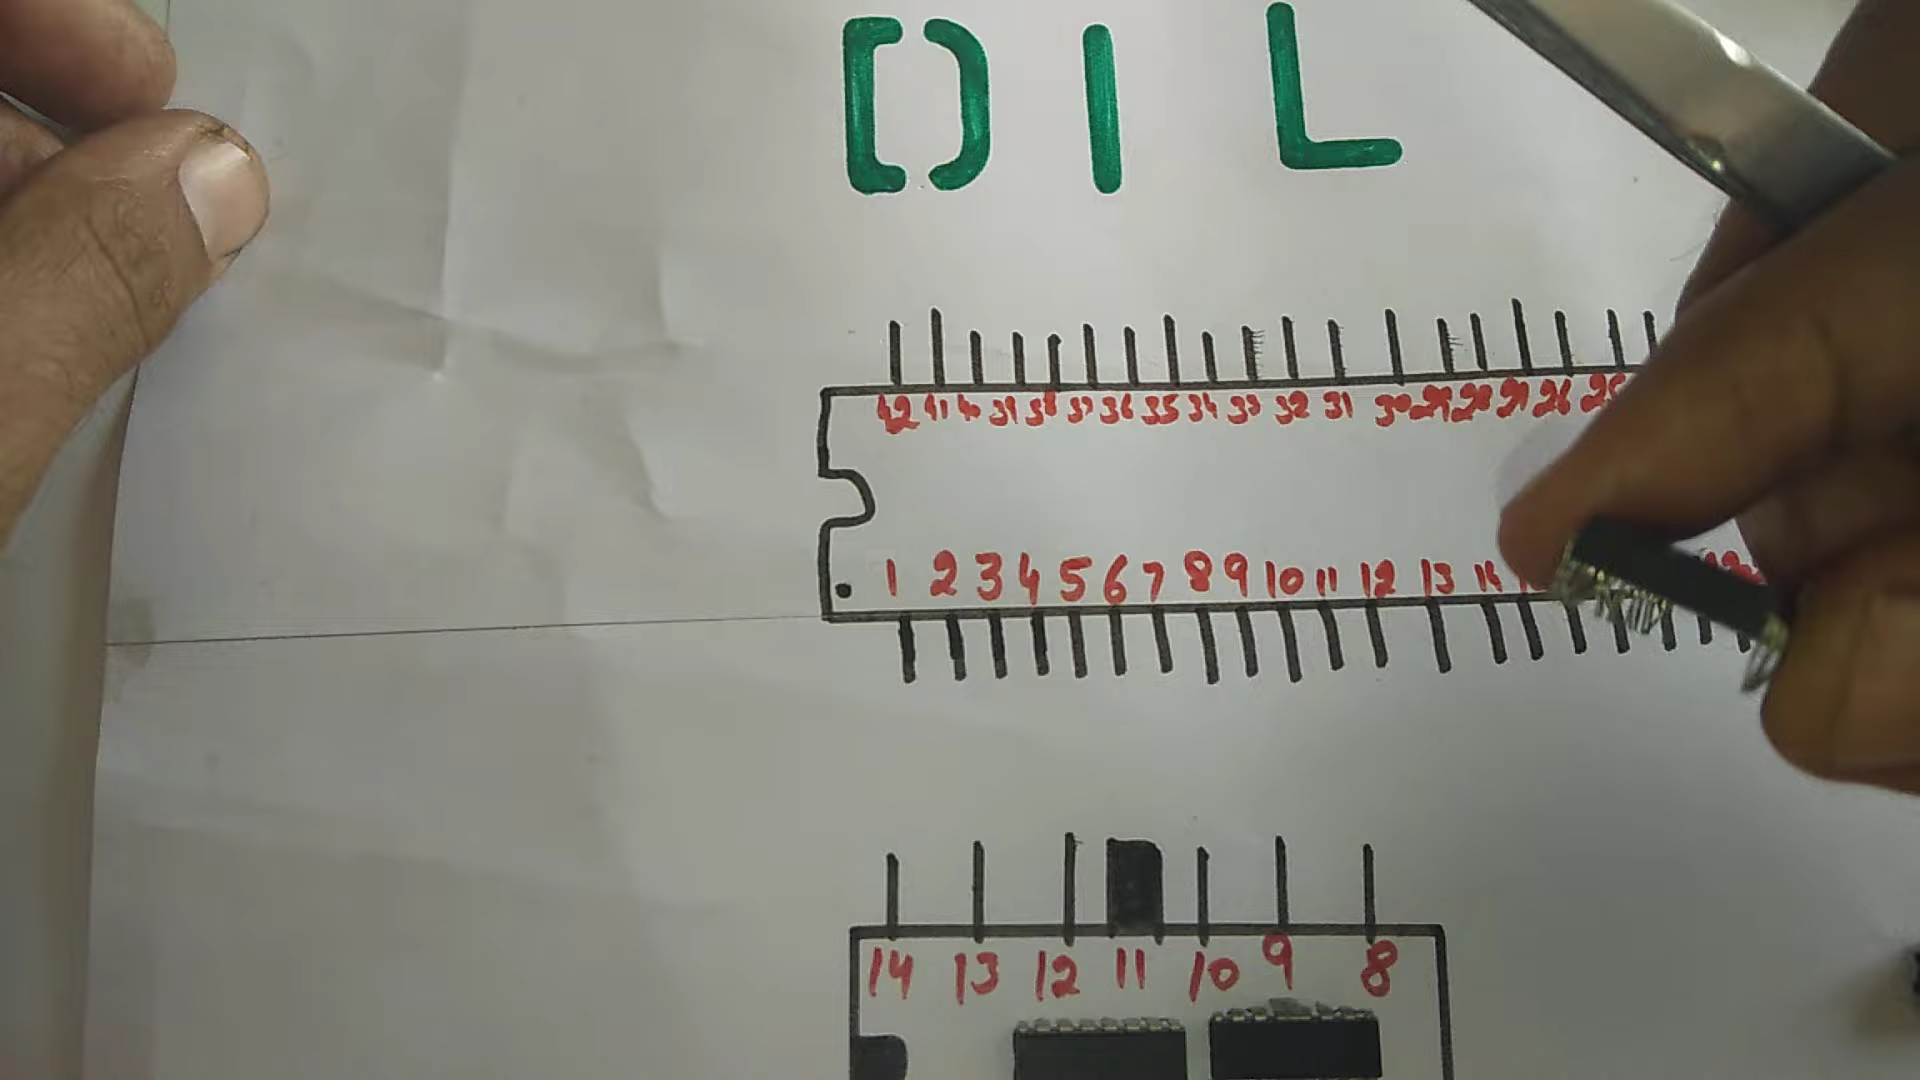 DIL
42 41 40 39 38 37 36 35 34 33 32 31 30 29 28 27 26 25
1 2 3 4 5 6 7 8 9 10 11 12 13 14
14 13 12 11 10 9 8